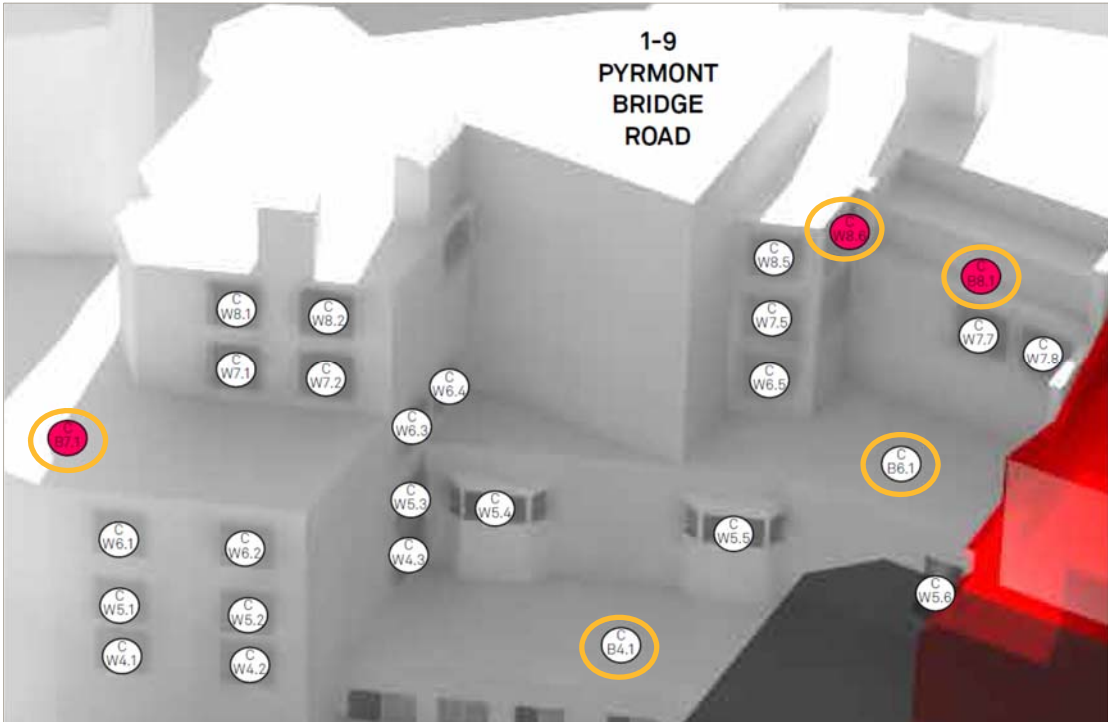 1-9
PYRMONT
BRIDGE
ROAD
C
W8.6
C
W8.5
C
B8.1
C
W8.1
C
W8.2
C
W7.5
C
W7.7
C
W7.8
C
W7.1
C
W7.2
C
W6.4
C
W6.5
C
W6.3
C
B7.1
C
B6.1
C
W5.3
C
W5.4
C
W5.5
C
W6.1
C
W6.2
C
W4.3
C
W5.6
C
W5.1
C
W5.2
C
B4.1
C
W4.1
C
W4.2